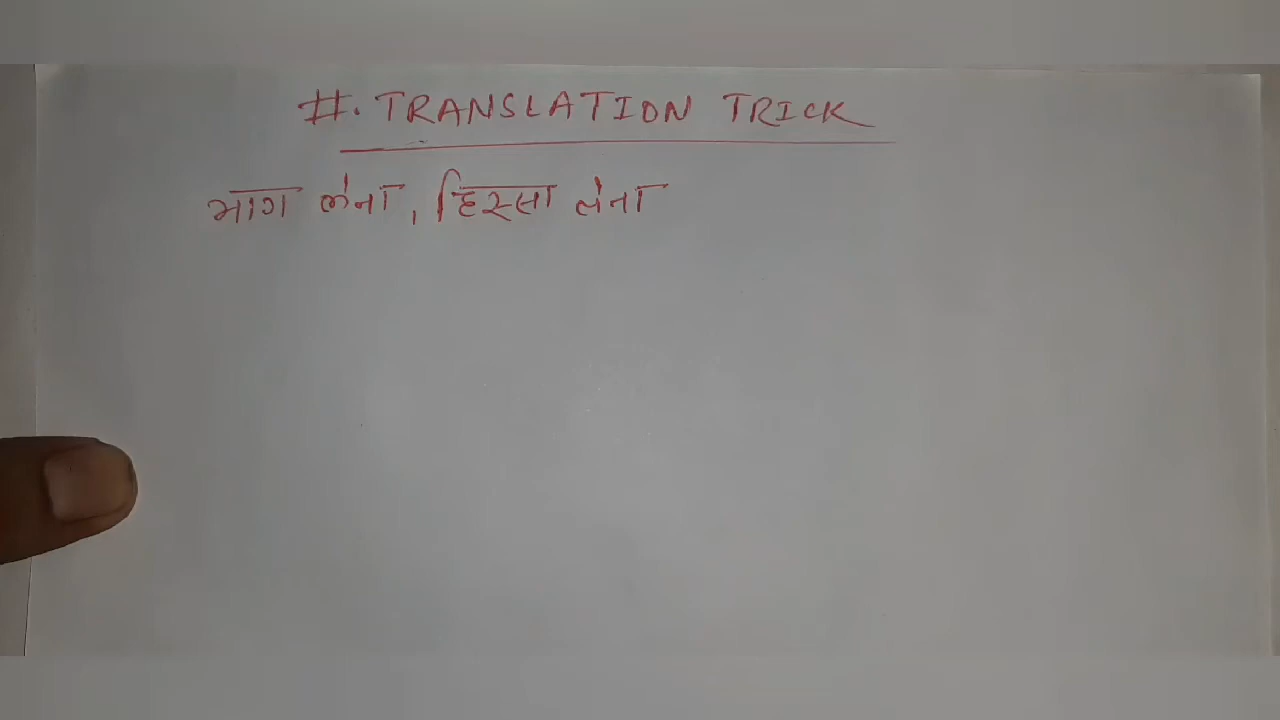 #. TRANSLATION TRICK
भाग लेना, हिस्सा लेना